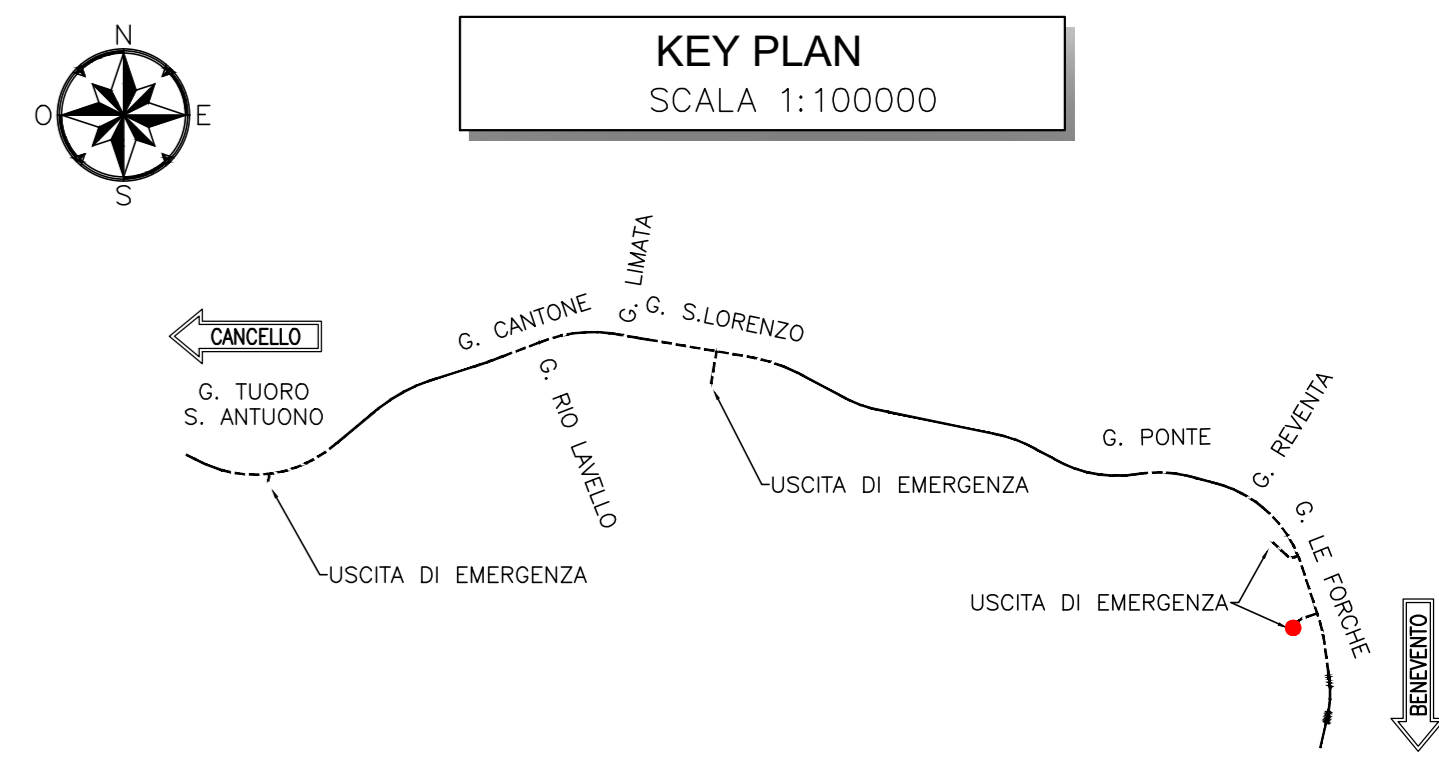 N
O
E
S
KEY PLAN
SCALA 1:100000
CANCELLO
G. TUORO
S. ANTUONO
G. CANTONE
G. LIMATA
G. S.LORENZO
G. RIO LAVELLO
USCITA DI EMERGENZA
USCITA DI EMERGENZA
G. PONTE
G. REVENTA
G. LE FORCHE
USCITA DI EMERGENZA
BENEVENTO